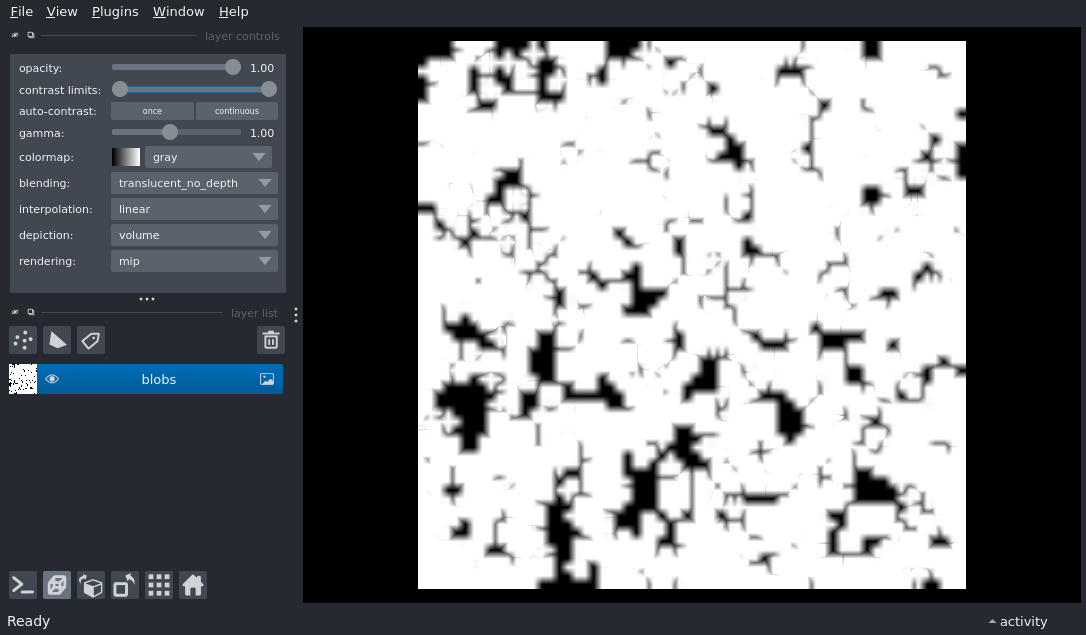 File View Plugins Window Help
layer controls
opacity: 1.00
contrast limits:
auto-contrast: once continuous
gamma: 1.00
colormap: gray
blending: translucent_no_depth
interpolation: linear
depiction: volume
rendering: mip
layer list
blobs
Ready activity